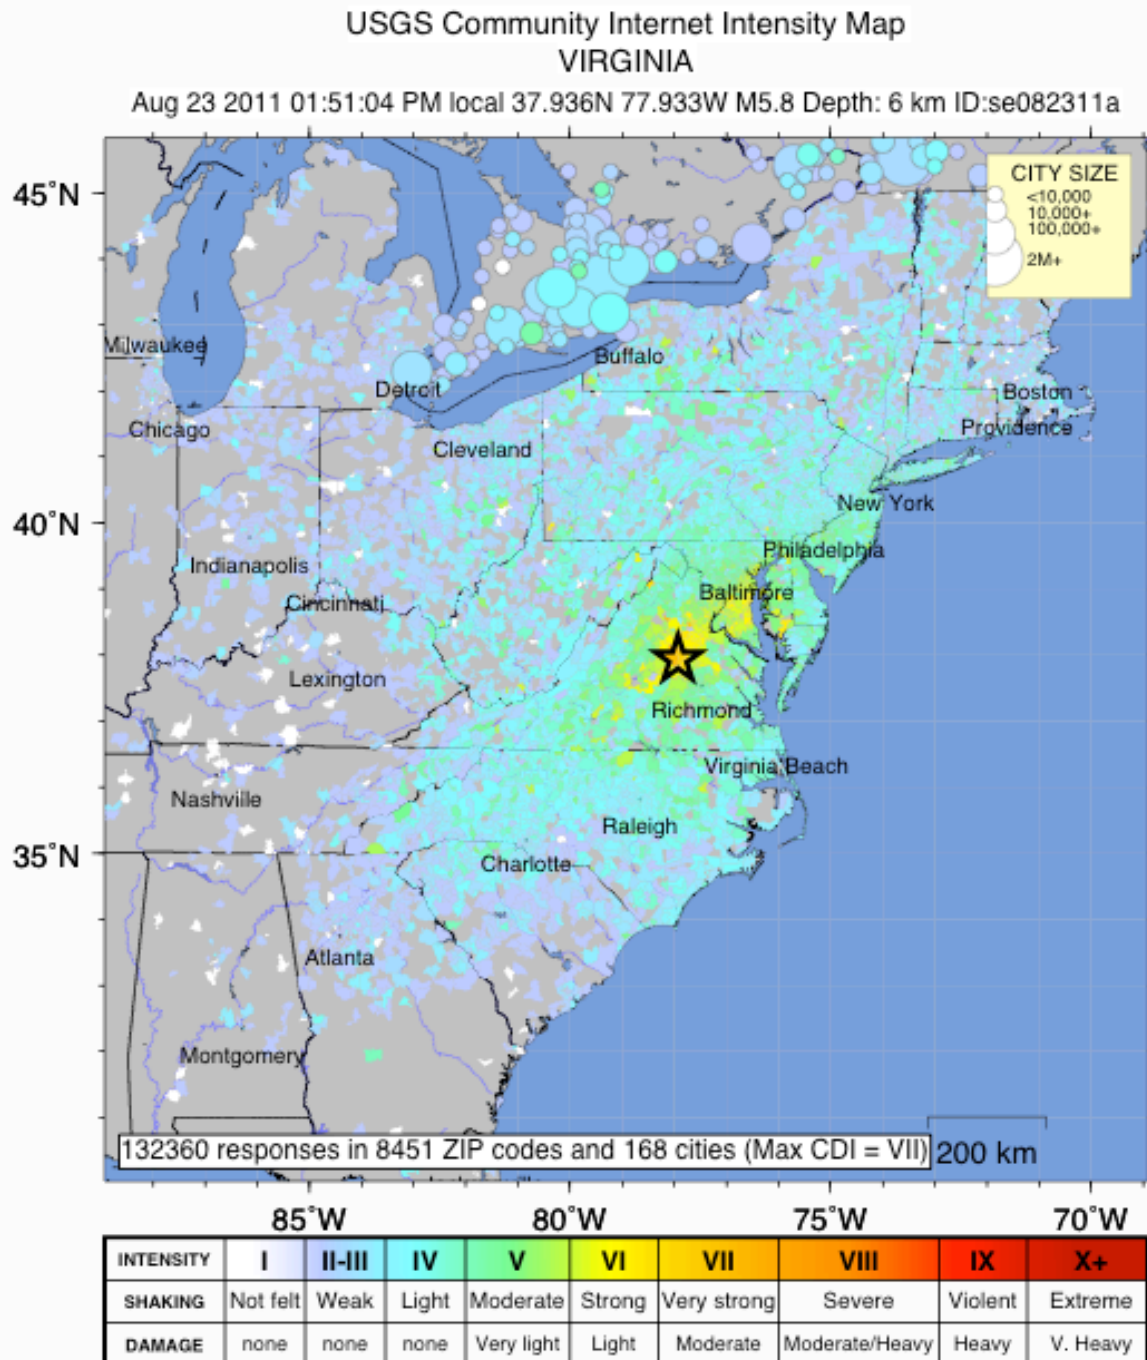 USGS Community Internet Intensity Map
VIRGINIA
Aug 23 2011 01:51:04 PM local 37.936N 77.933W M5.8 Depth: 6 km ID:se082311a
CITY SIZE
<10,000
10,000+
100,000+
2M+
45˚N
40˚N
35˚N
Milwaukee
Buffalo
Detroit
Boston
Chicago
Providence
Cleveland
New York
Philadelphia
Indianapolis
Baltimore
Cincinnati
Lexington
Richmond
Virginia Beach
Nashville
Raleigh
Charlotte
Atlanta
Montgomery
132360 responses in 8451 ZIP codes and 168 cities (Max CDI = VII)
200 km
85˚W 80˚W 75˚W 70˚W
INTENSITY I II-III IV V VI VII VIII IX X+
SHAKING Not felt Weak Light Moderate Strong Very strong Severe Violent Extreme
DAMAGE none none none Very light Light Moderate Moderate/Heavy Heavy V. Heavy